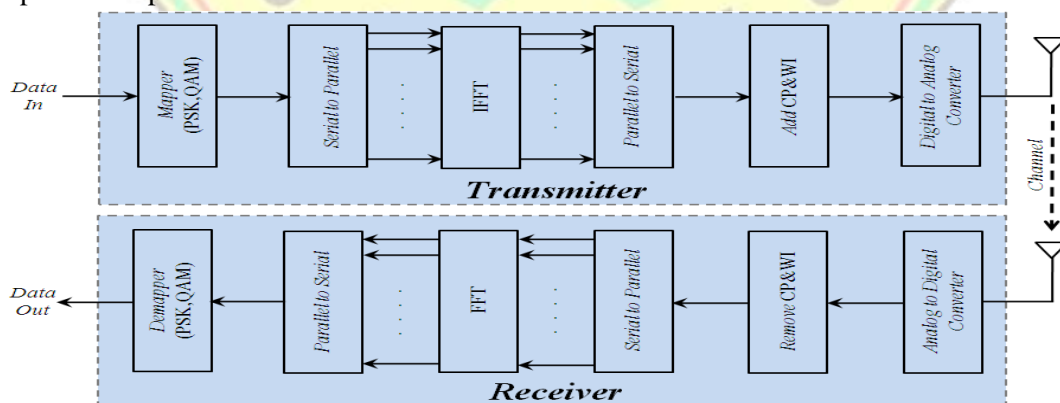 Data
In
Mapper
(PSK,QAM)
Serial to Parallel
IFFT
Parallel to Serial
Add CP&WI
Digital to Analog
Converter
Transmitter
Channel
Data
Out
Demapper
(PSK,QAM)
Parallel to Serial
FFT
Serial to Parallel
Remove CP&WI
Analog to Digital
Converter
Receiver